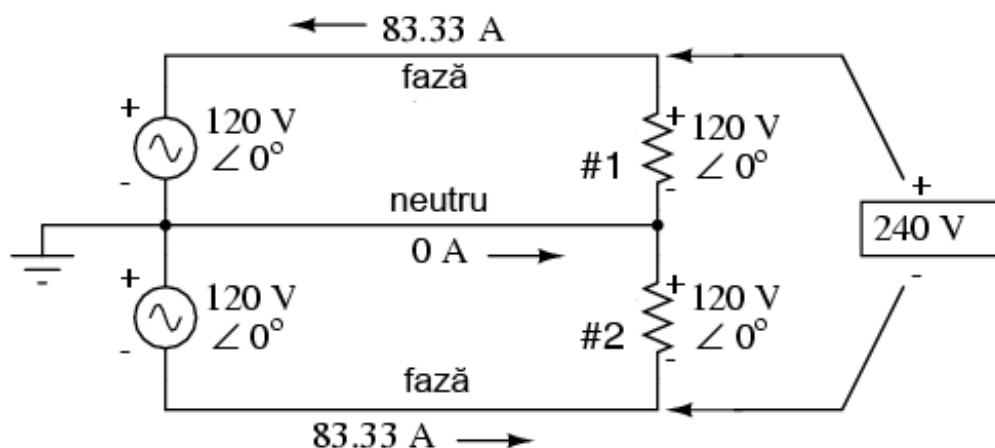 83.33 A
fază
+
120 V
∠ 0°
-
+
120 V
∠ 0°
-
#1
neutru
0 A
+
240 V
-
+
120 V
∠ 0°
-
+
120 V
∠ 0°
-
#2
fază
83.33 A